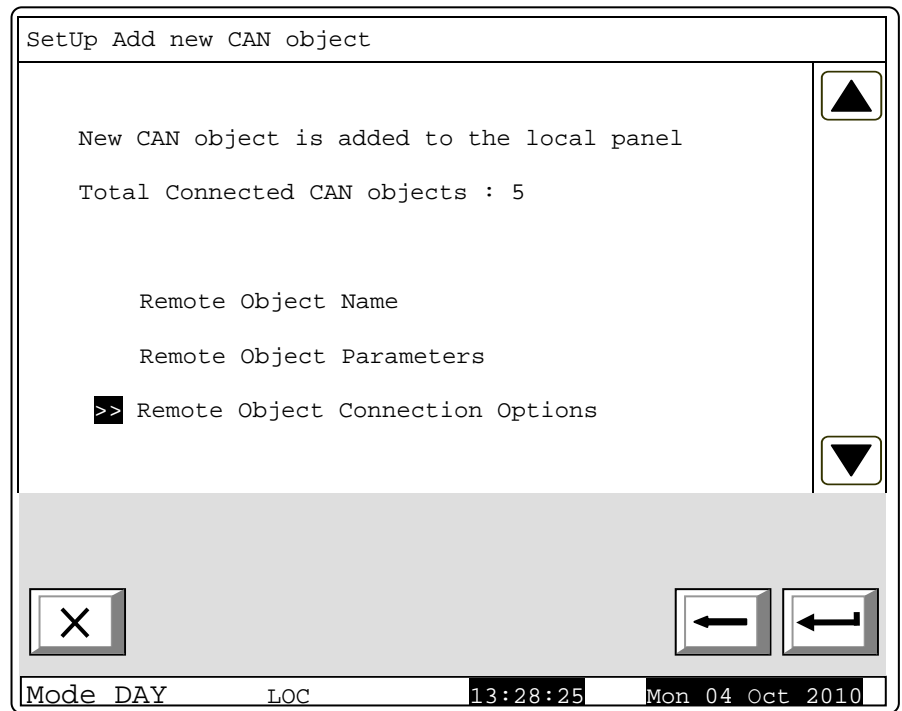 SetUp Add new CAN object
New CAN object is added to the local panel
Total Connected CAN objects : 5
Remote Object Name
Remote Object Parameters
>> Remote Object Connection Options
Mode DAY LOC 13:28:25 Mon 04 Oct 2010